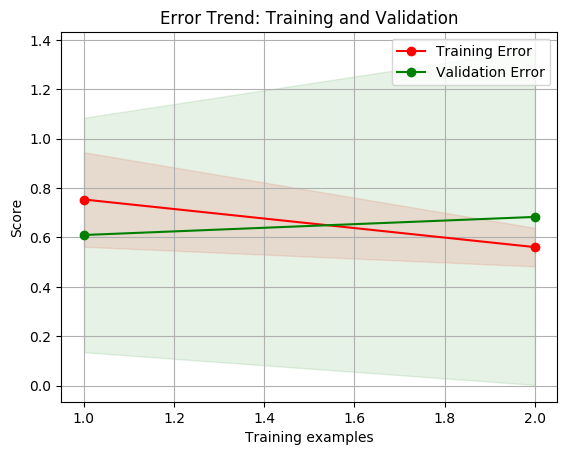 Error Trend: Training and Validation
Training Error
Validation Error
Score
1.4
1.2
1.0
0.8
0.6
0.4
0.2
0.0
1.0 1.2 1.4 1.6 1.8 2.0
Training examples